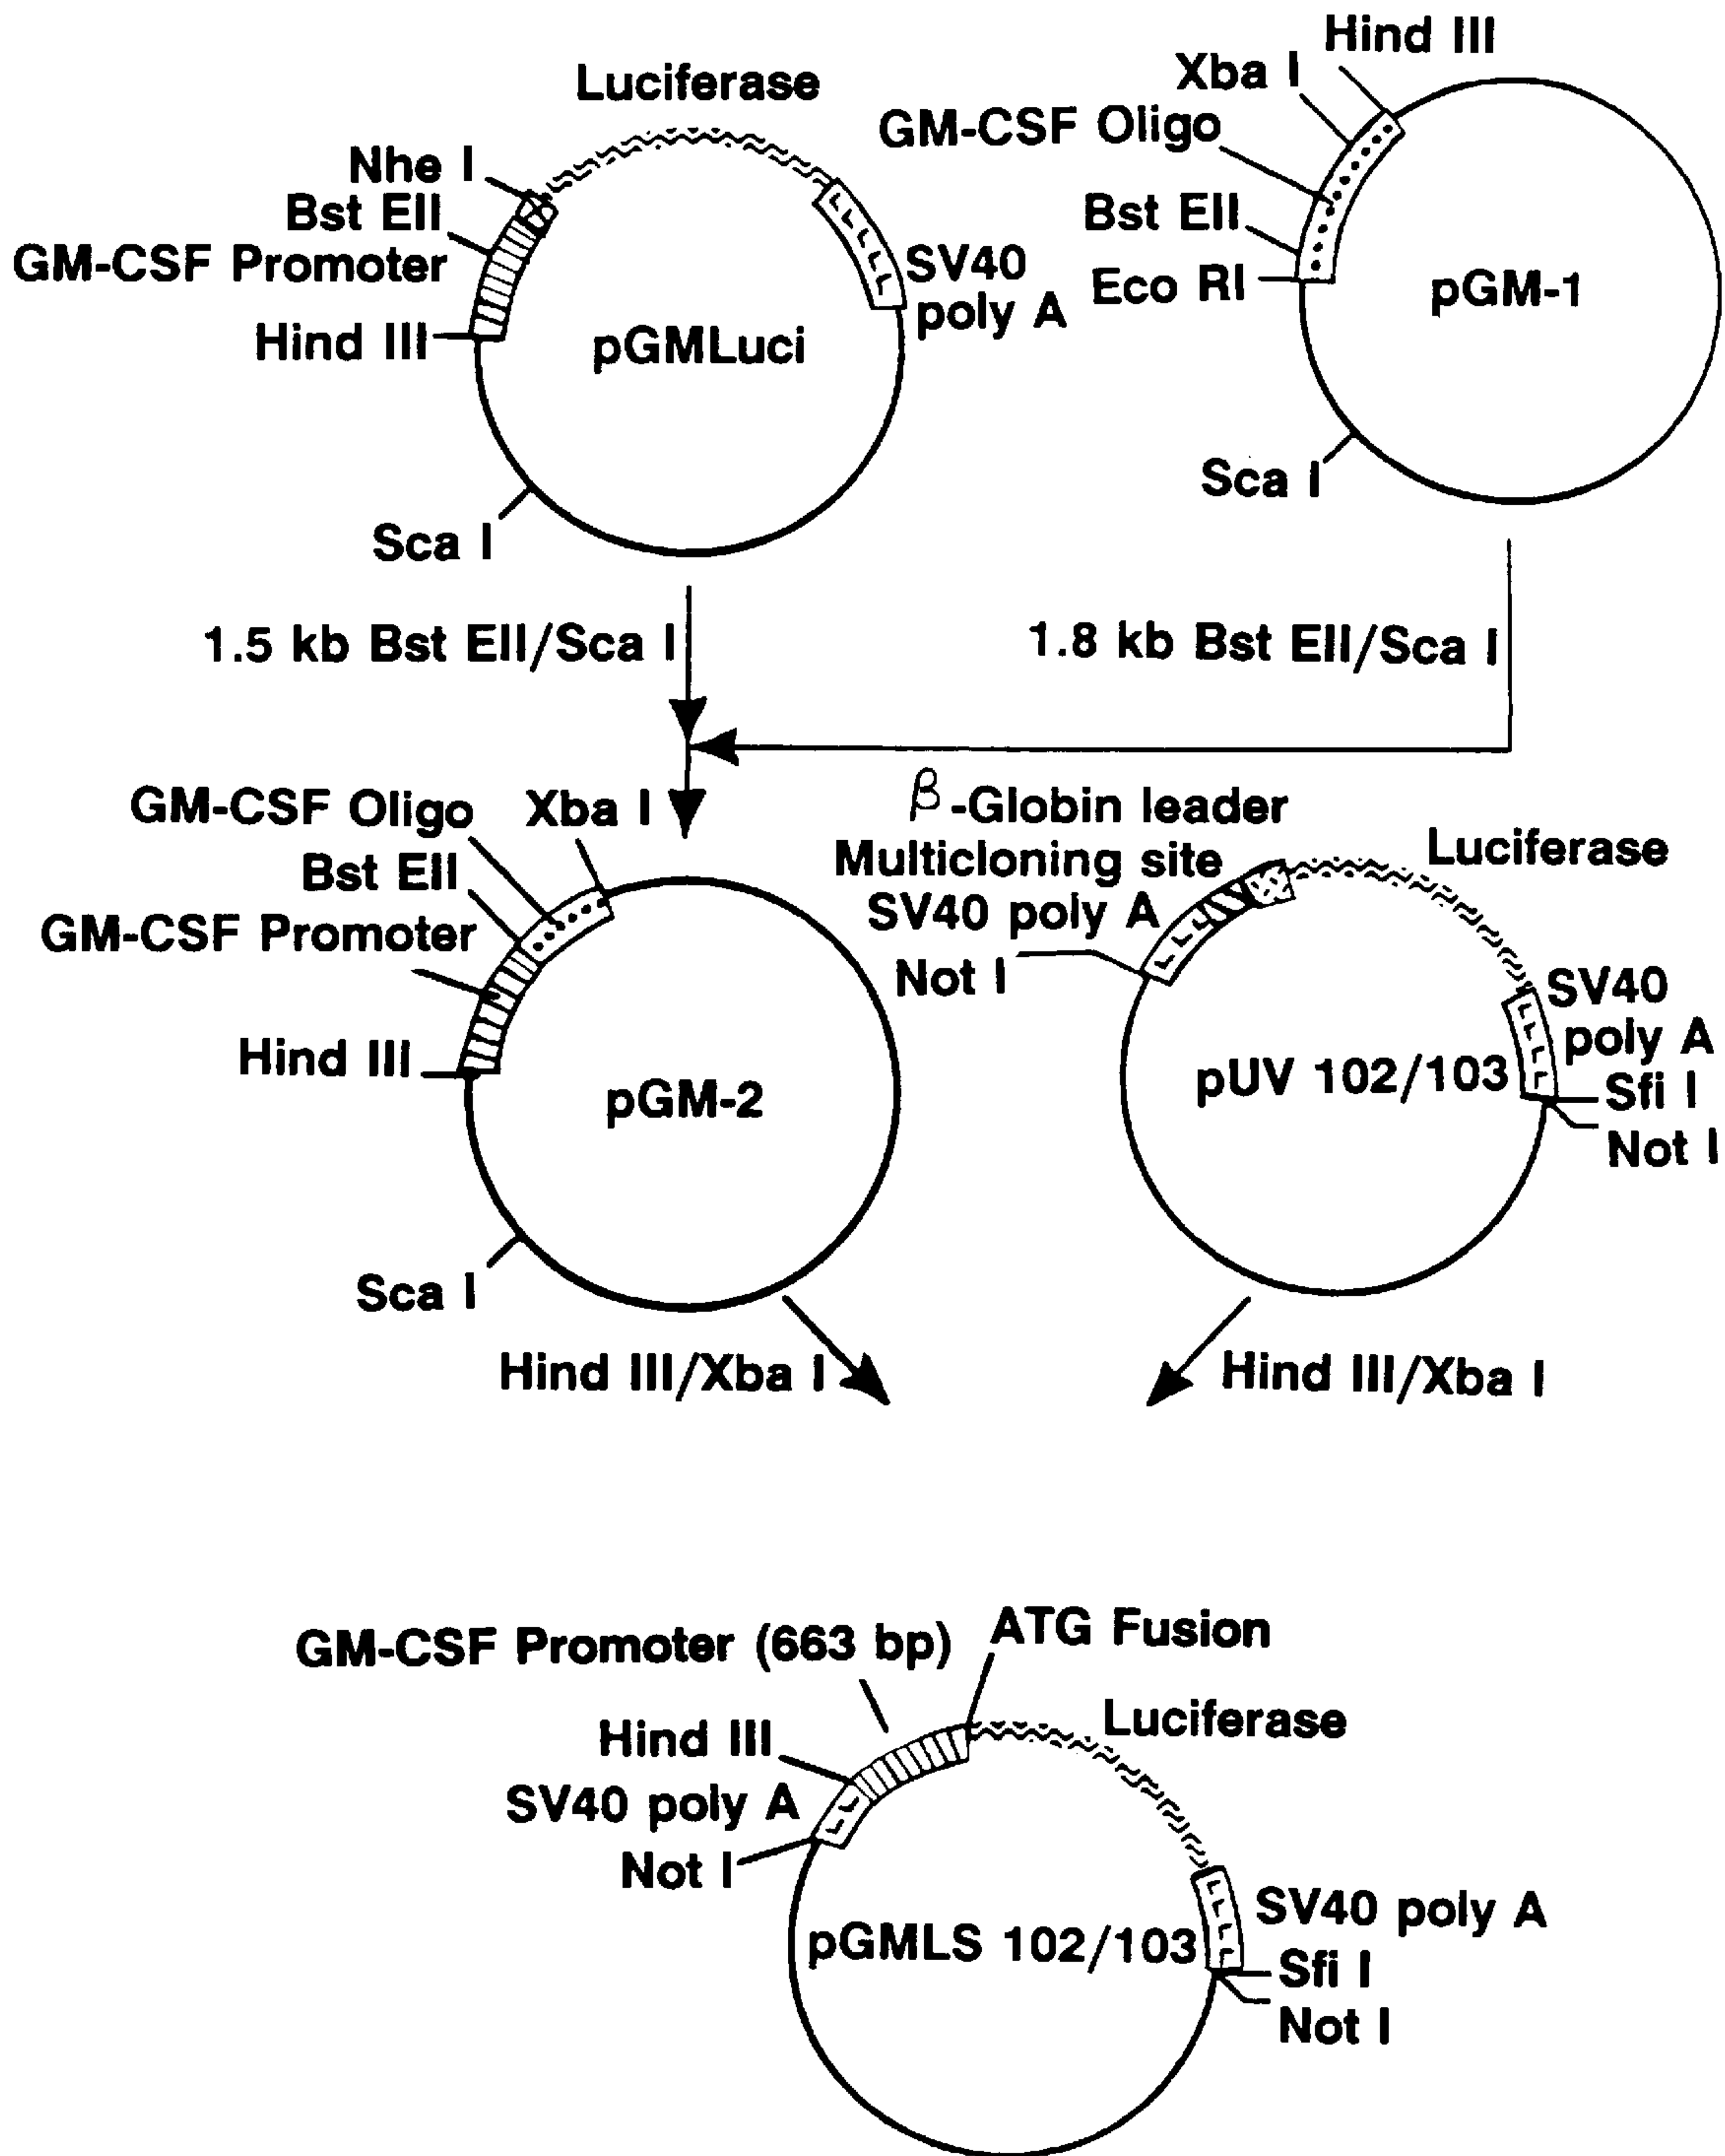 Luciferase
Nhe I
Bst EII
GM-CSF Promoter
Hind III
pGMLuci
SV40
poly A
Sca I
Hind III
Xba I
GM-CSF Oligo
Bst EII
Eco RI
pGM-1
Sca I
1.5 kb Bst EII/Sca I
1.8 kb Bst EII/Sca I
GM-CSF Oligo
Xba I
Bst EII
GM-CSF Promoter
Hind III
pGM-2
Sca I
β-Globin leader
Multicloning site
SV40 poly A
Not I
Luciferase
SV40
poly A
pUV 102/103
Sfi I
Not I
Hind III/Xba I
Hind III/Xba I
GM-CSF Promoter (663 bp)
ATG Fusion
Hind III
Luciferase
SV40 poly A
Not I
pGMLS 102/103
SV40 poly A
Sfi I
Not I